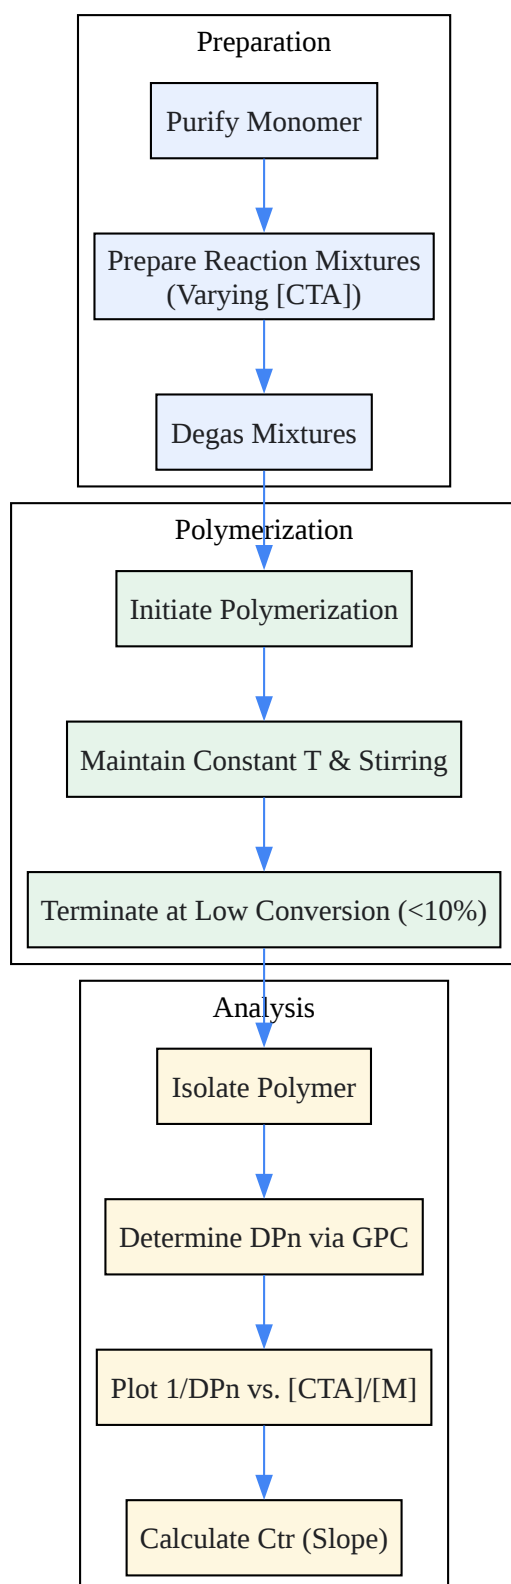 Preparation
Purify Monomer
Prepare Reaction Mixtures
(Varying [CTA])
Degas Mixtures
Polymerization
Initiate Polymerization
Maintain Constant T & Stirring
Terminate at Low Conversion (<10%)
Analysis
Isolate Polymer
Determine DPn via GPC
Plot 1/DPn vs. [CTA]/[M]
Calculate Ctr (Slope)